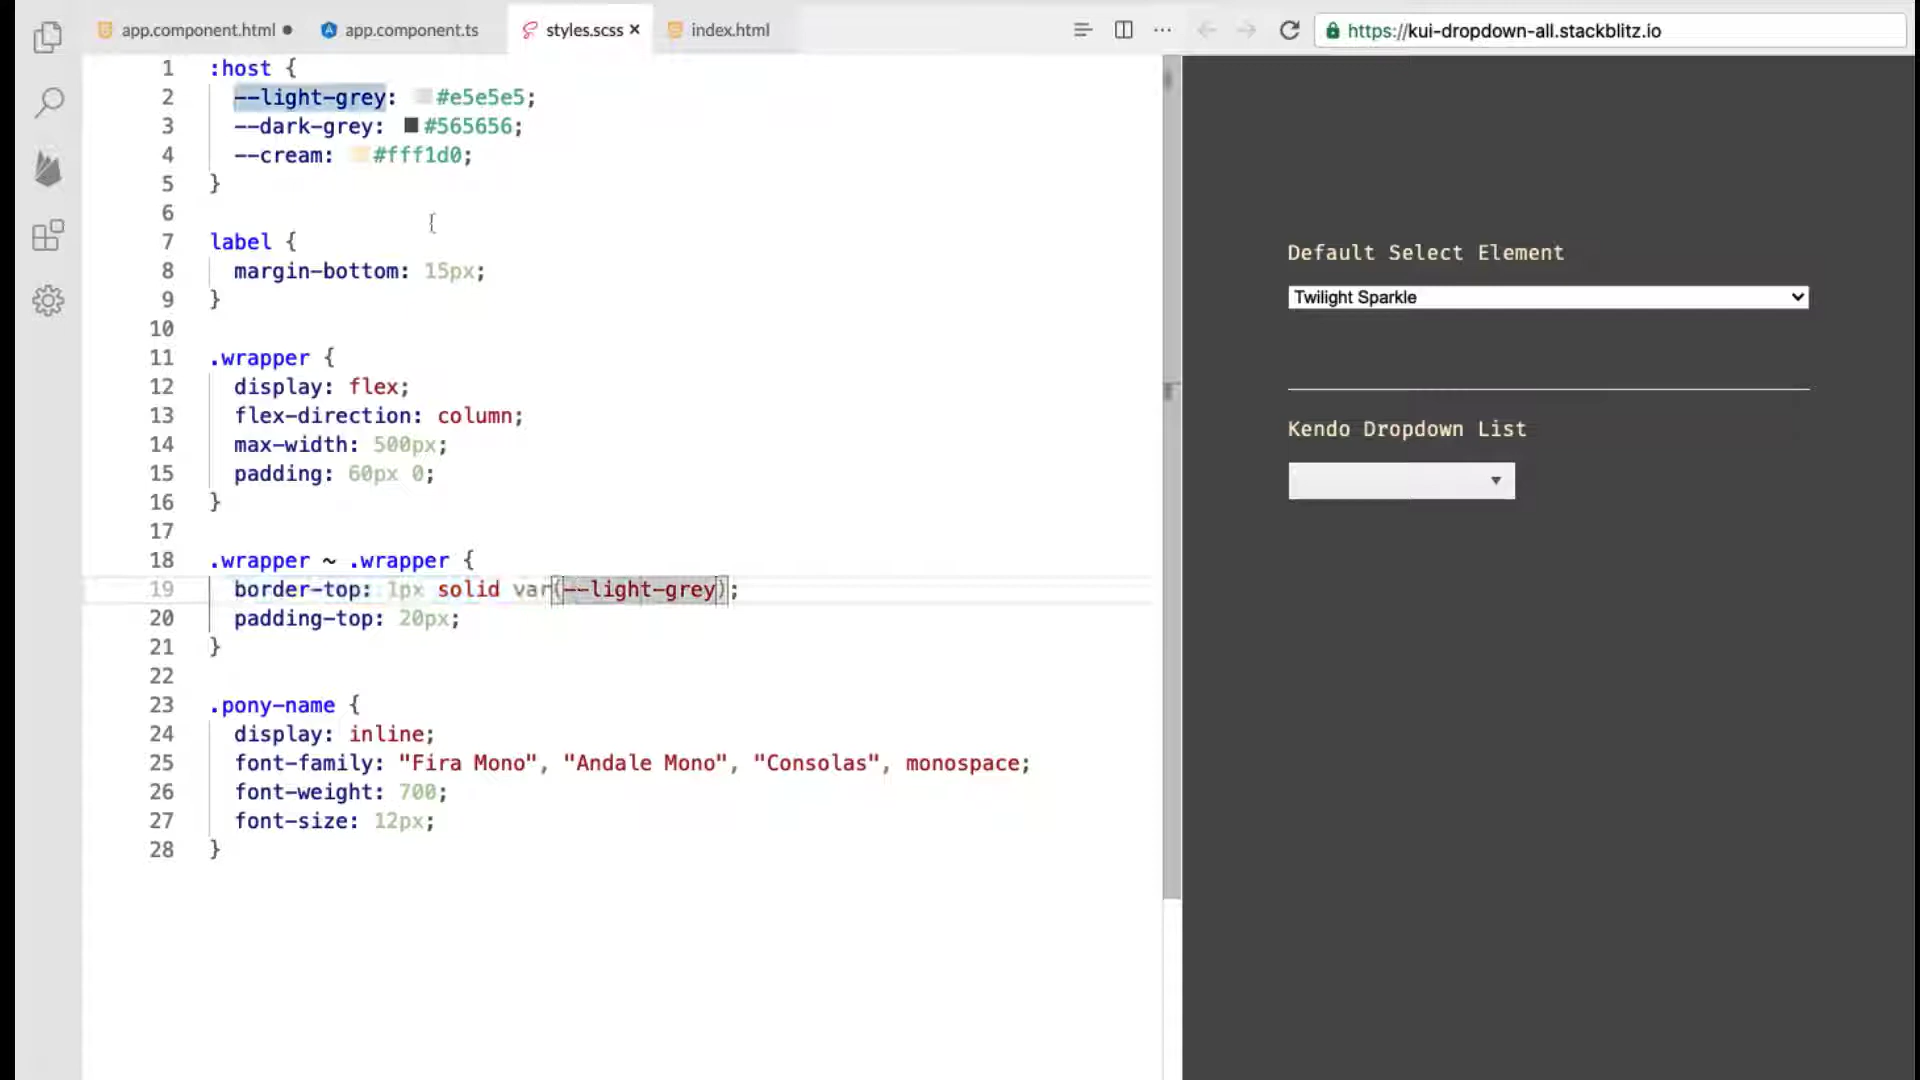 app.component.html
app.component.ts
styles.scss
index.html
https://kui-dropdown-all.stackblitz.io
1 :host {
2 --light-grey: #e5e5e5;
3 --dark-grey: #565656;
4 --cream: #fff1d0;
5 }
6
7 label {
8 margin-bottom: 15px;
9 }
10
11 .wrapper {
12 display: flex;
13 flex-direction: column;
14 max-width: 500px;
15 padding: 60px 0;
16 }
17
18 .wrapper ~ .wrapper {
19 border-top: 1px solid var(--light-grey);
20 padding-top: 20px;
21 }
22
23 .pony-name {
24 display: inline;
25 font-family: "Fira Mono", "Andale Mono", "Consolas", monospace;
26 font-weight: 700;
27 font-size: 12px;
28 }
Default Select Element
Twilight Sparkle
Kendo Dropdown List